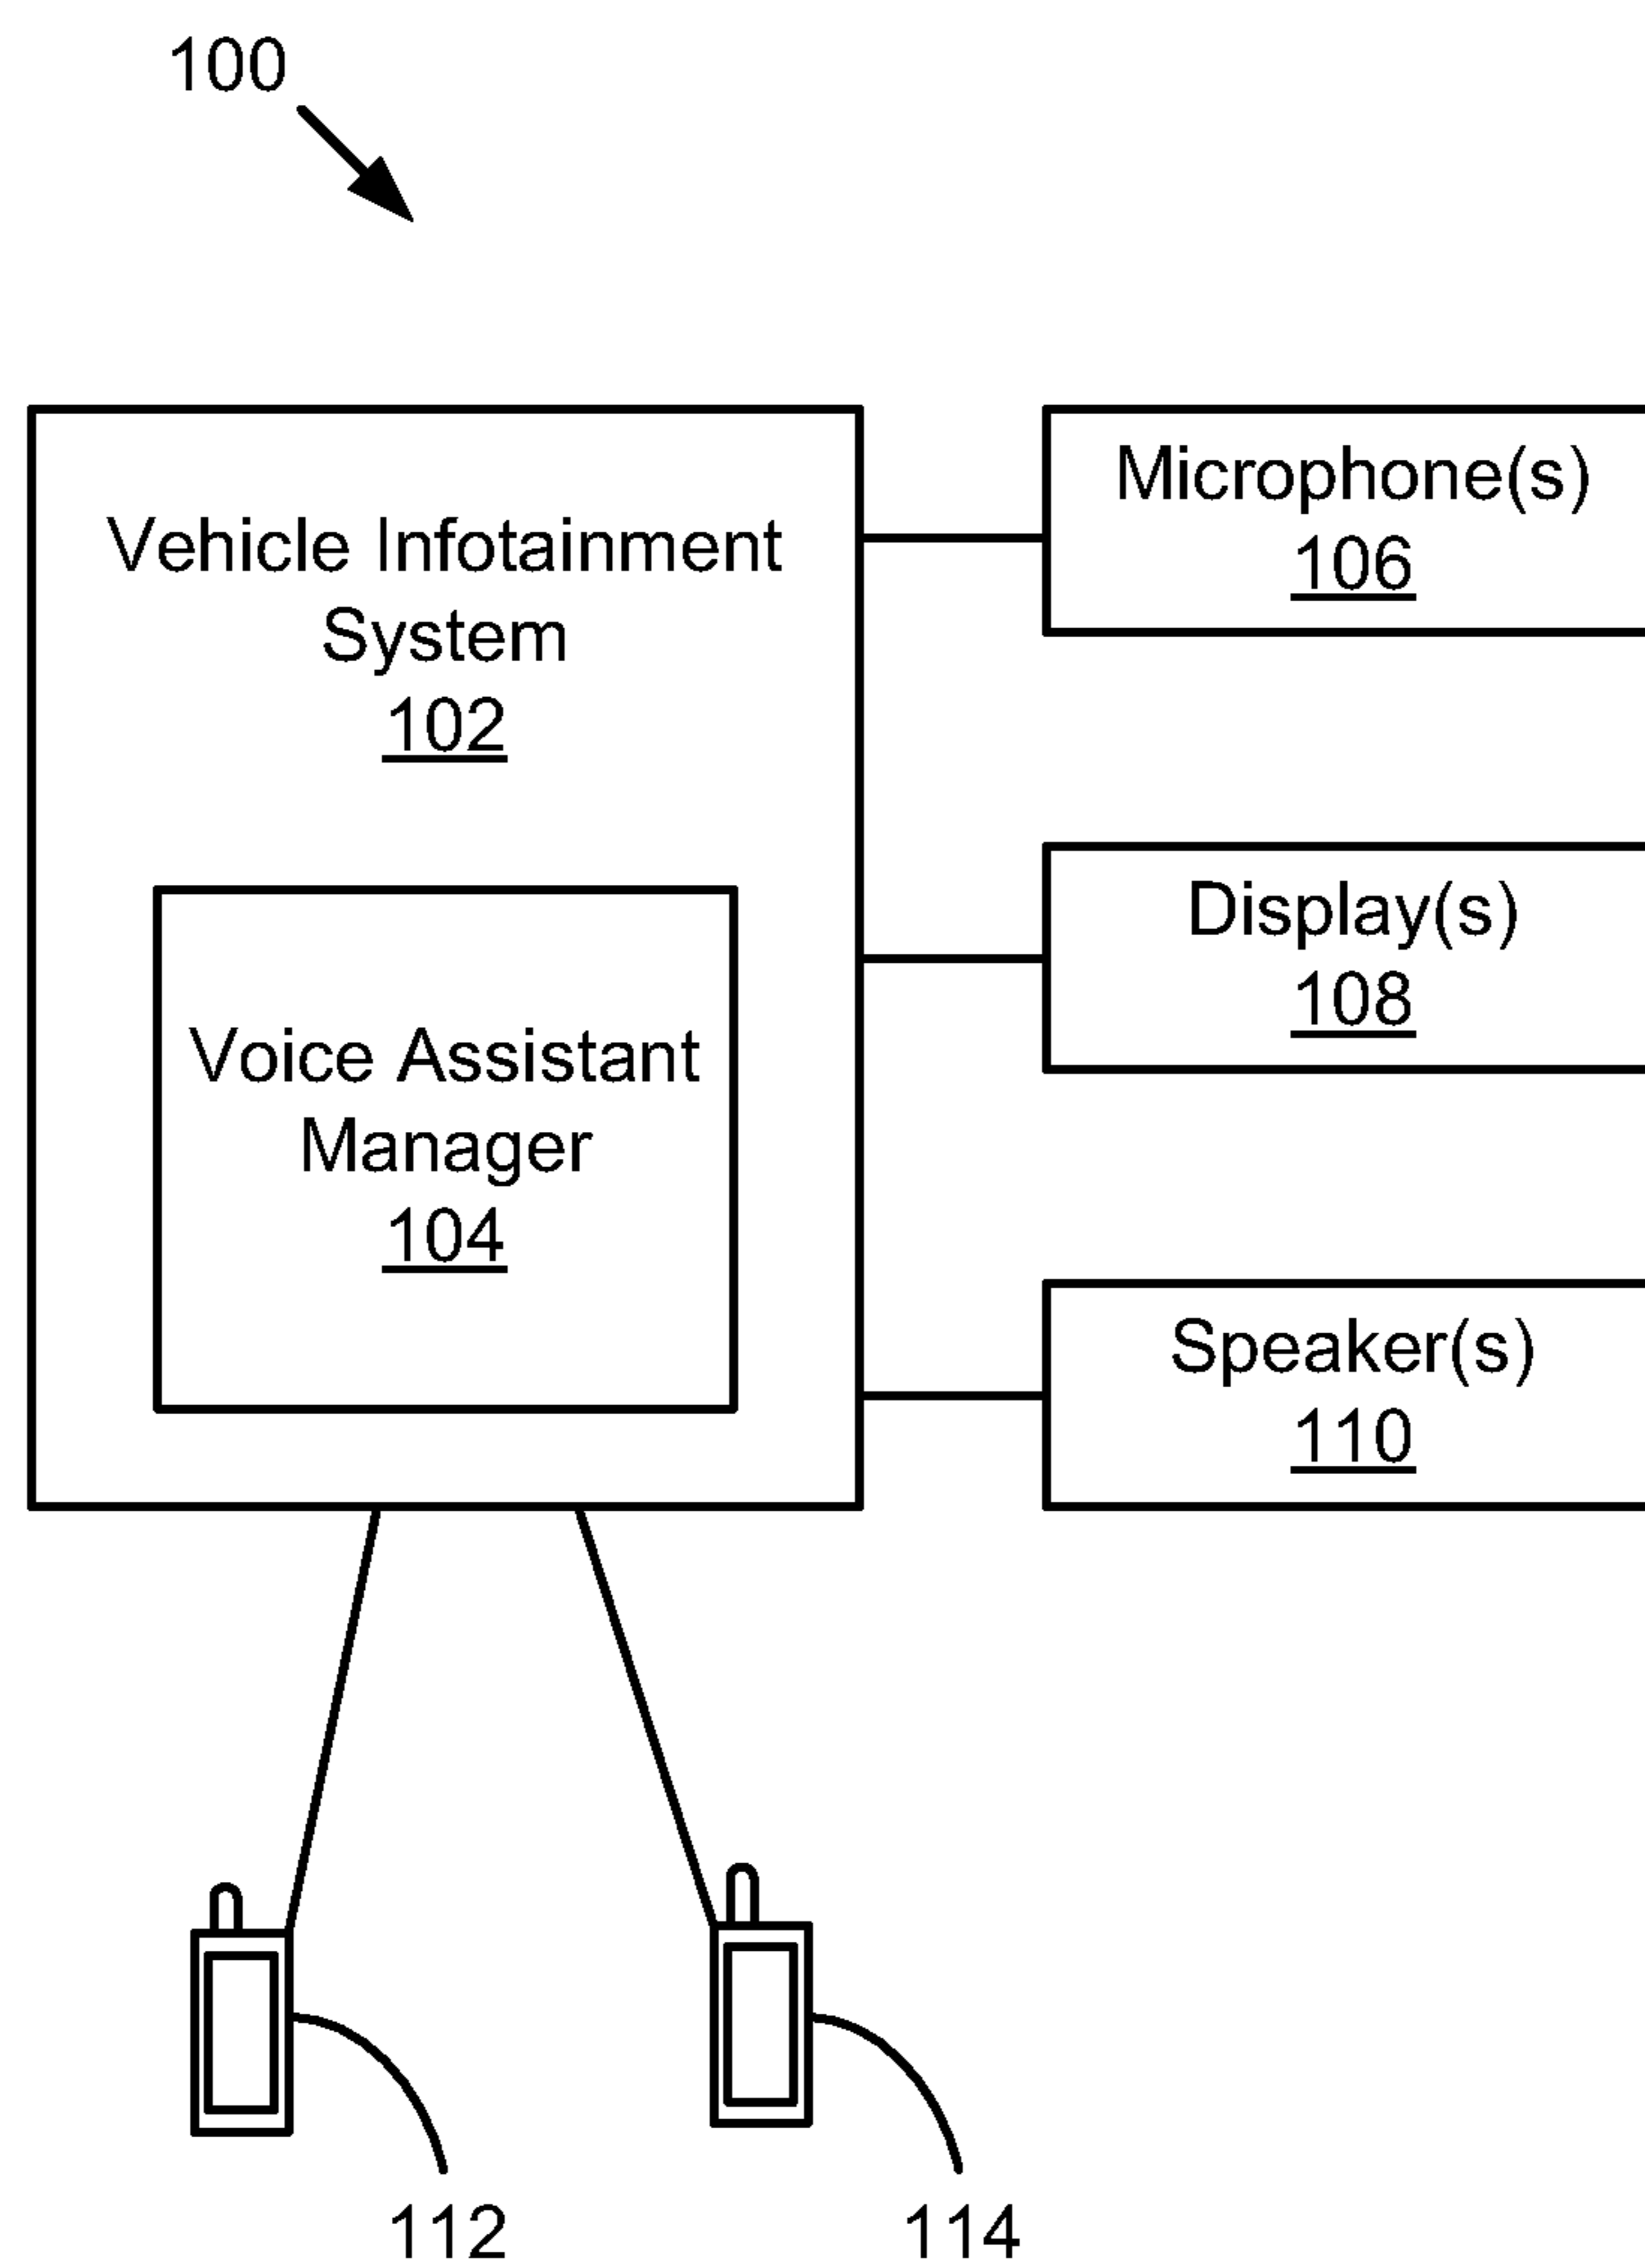 100
Vehicle Infotainment
System
102
Voice Assistant
Manager
104
Microphone(s)
106
Display(s)
108
Speaker(s)
110
112
114